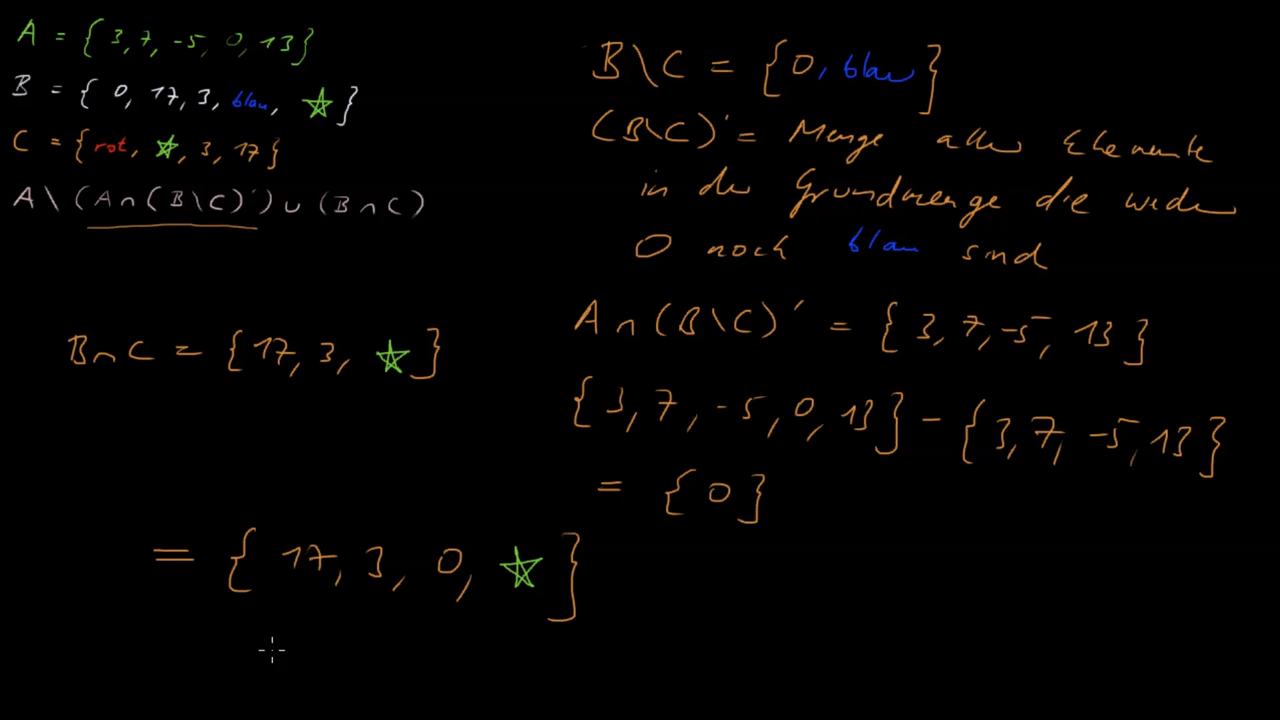 A = {3, 7, -5, 0, 13}
B = {0, 17, 3, blau, ☆}
C = {rot, ☆, 3, 17}
A \ (A ∩ (B \ C)') ∪ (B ∩ C)
B ∩ C = {17, 3, ☆}
= {17, 3, 0, ☆}
B \ C = {0, blau}
(B \ C)' = Menge aller Elemente
in der Grundmenge die weder
0 noch blau sind
A ∩ (B \ C)' = {3, 7, -5, 13}
{3, 7, -5, 0, 13} - {3, 7, -5, 13}
= {0}